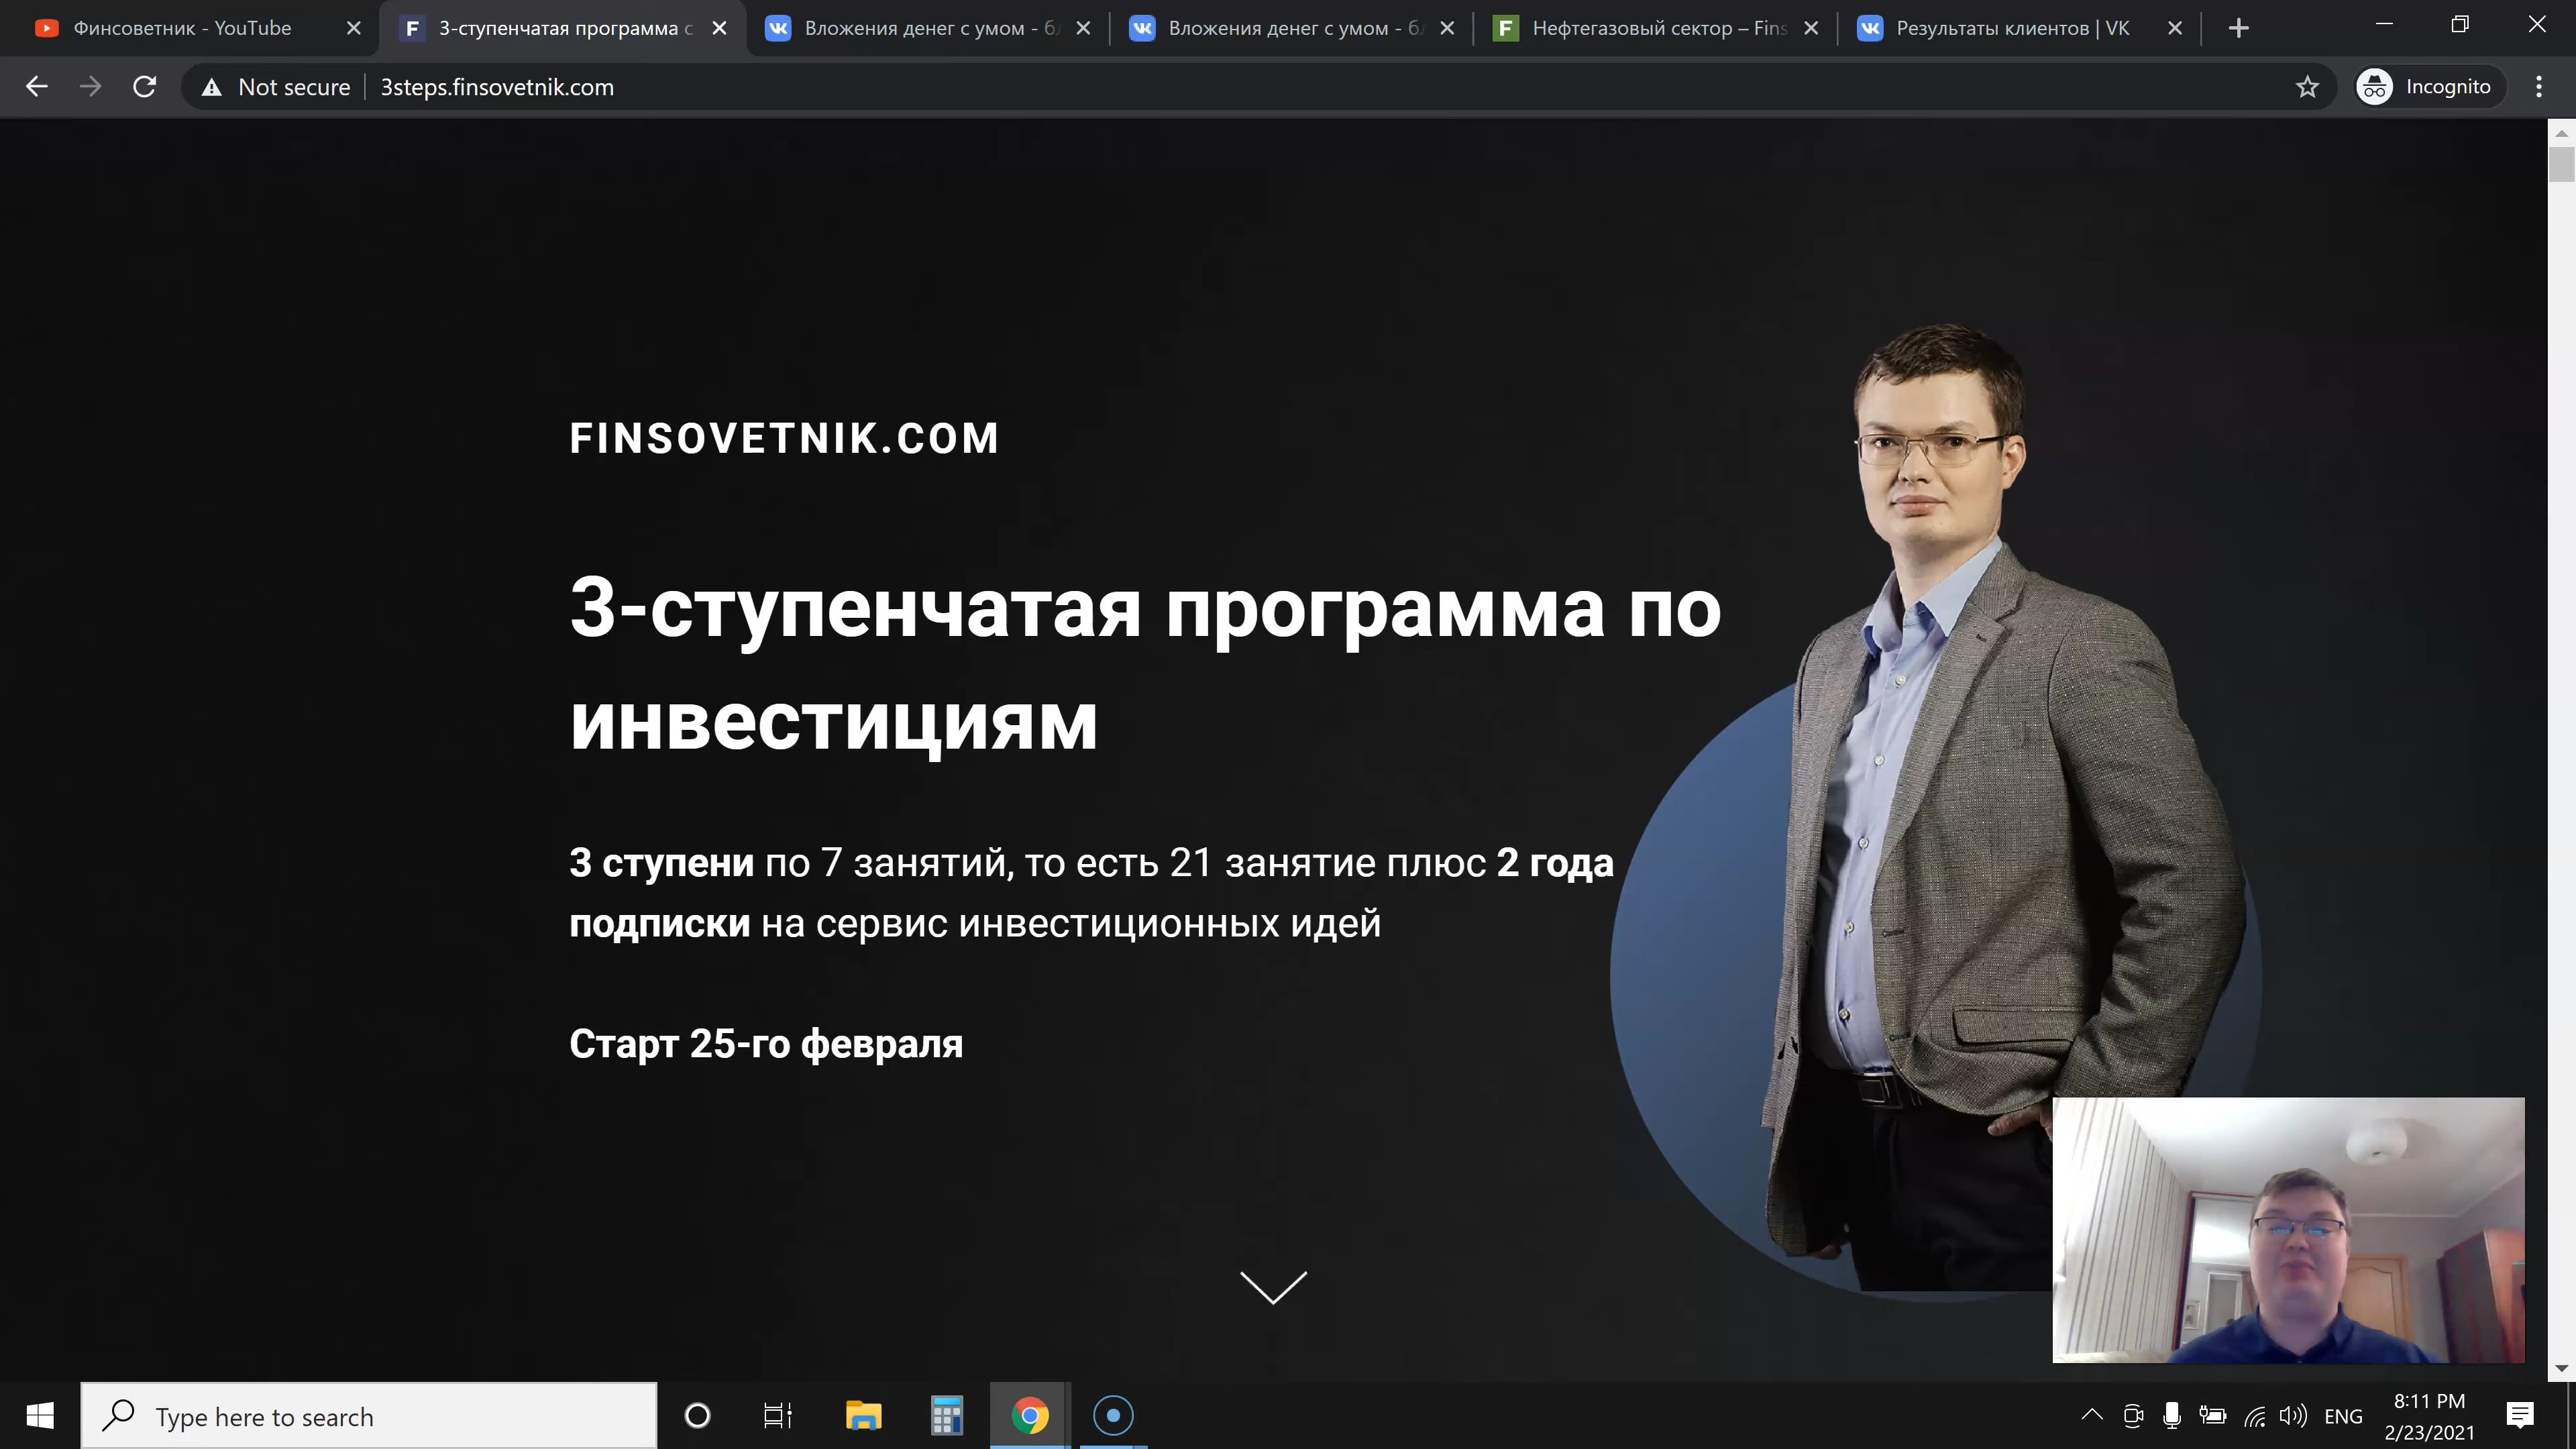 Финсоветник - YouTube
3-ступенчатая программа с
Вложения денег с умом - б
Вложения денег с умом - б
Нефтегазовый сектор – Fins
Результаты клиентов | VK
Not secure
3steps.finsovetnik.com
Incognito
FINSOVETNIK.COM
3-ступенчатая программа по
инвестициям
3 ступени по 7 занятий, то есть 21 занятие плюс 2 года
подписки на сервис инвестиционных идей
Старт 25-го февраля
Type here to search
ENG
8:11 PM
2/23/2021